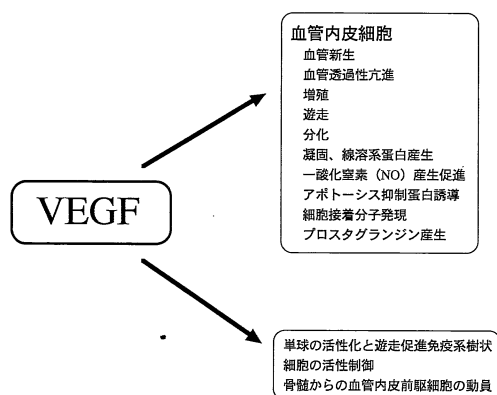 VEGF
血管内皮細胞
血管新生
血管透過性亢進
増殖
遊走
分化
凝固、線溶系蛋白産生
一酸化窒素（NO）産生促進
アポトーシス抑制蛋白誘導
細胞接着分子発現
プロスタグランジン産生
単球の活性化と遊走促進免疫系樹状
細胞の活性制御
骨髄からの血管内皮前駆細胞の動員